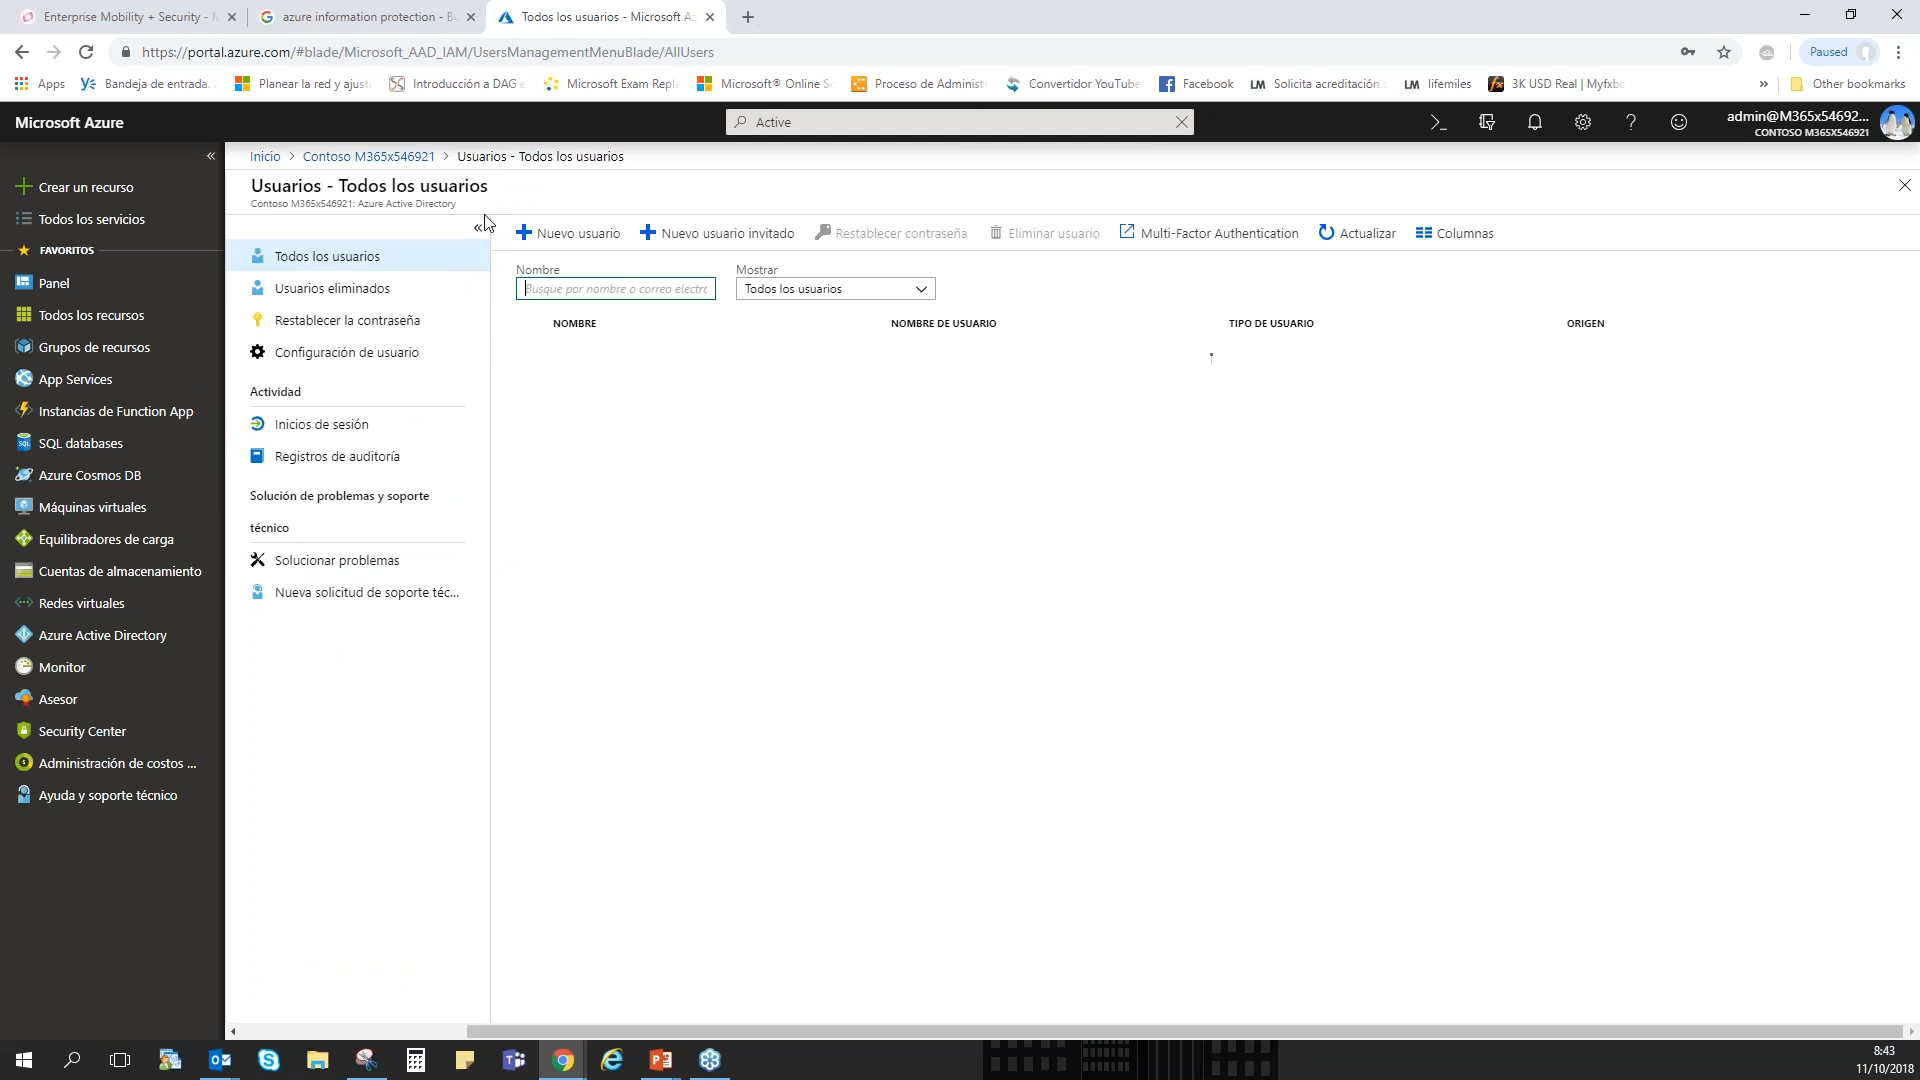 Enterprise Mobility + Security -
azure information protection - B
Todos los usuarios - Microsoft Az
https://portal.azure.com/#blade/Microsoft_AAD_IAM/UsersManagementMenuBlade/AllUsers
Paused
Apps
Bandeja de entrada.
Planear la red y ajust
Introducción a DAG e
Microsoft Exam Repl
Microsoft® Online Se
Proceso de Administr
Convertidor YouTube
Facebook
LM Solicita acreditación
LM lifemiles
fx 3K USD Real | Myfxb
»
Other bookmarks
Microsoft Azure
Active
admin@M365x54692...
CONTOSO M365X546921
Crear un recurso
Todos los servicios
FAVORITOS
Panel
Todos los recursos
Grupos de recursos
App Services
Instancias de Function App
SQL databases
Azure Cosmos DB
Máquinas virtuales
Equilibradores de carga
Cuentas de almacenamiento
Redes virtuales
Azure Active Directory
Monitor
Asesor
Security Center
Administración de costos ...
Ayuda y soporte técnico
Inicio > Contoso M365x546921 > Usuarios - Todos los usuarios
Usuarios - Todos los usuarios
Contoso M365x546921: Azure Active Directory
Todos los usuarios
Usuarios eliminados
Restablecer la contraseña
Configuración de usuario
Actividad
Inicios de sesión
Registros de auditoría
Solución de problemas y soporte
técnico
Solucionar problemas
Nueva solicitud de soporte téc...
Nuevo usuario
Nuevo usuario invitado
Restablecer contraseña
Eliminar usuario
Multi-Factor Authentication
Actualizar
Columnas
Nombre
Busque por nombre o correo electrc
Mostrar
Todos los usuarios
NOMBRE
NOMBRE DE USUARIO
TIPO DE USUARIO
ORIGEN
8:43
11/10/2018